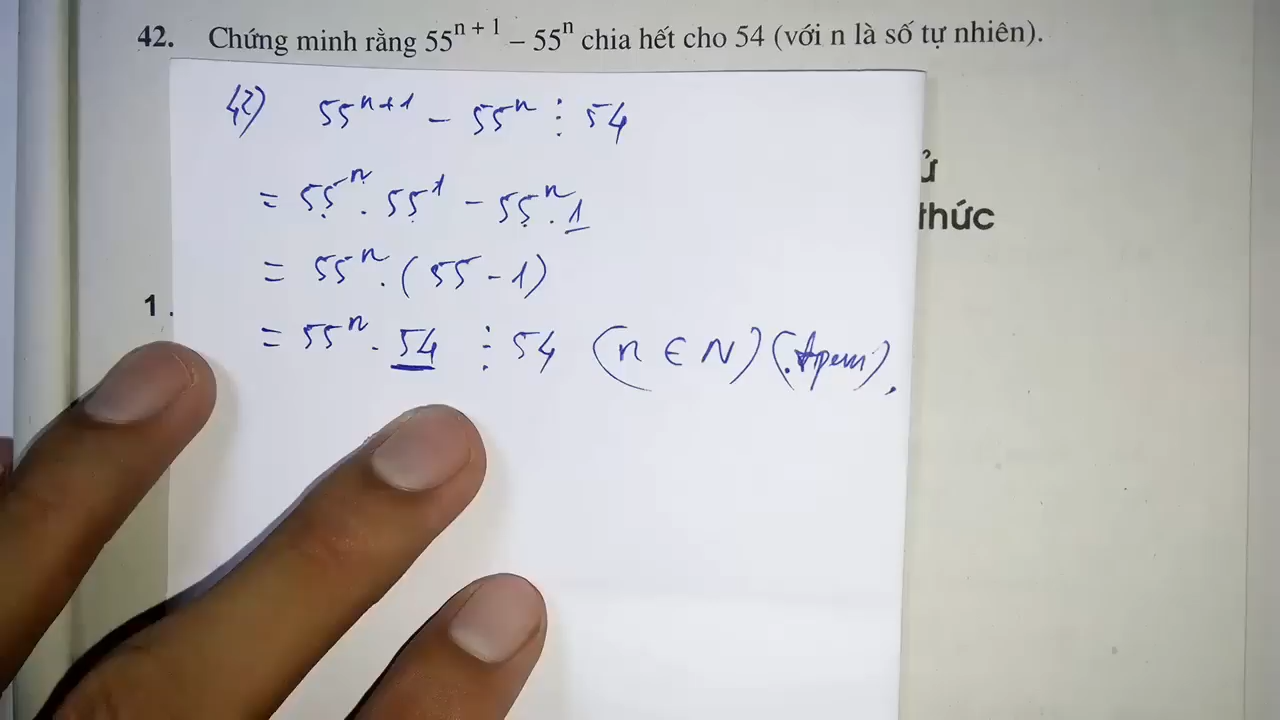 42. Chứng minh rằng 55^{n + 1} – 55^n chia hết cho 54 (với n là số tự nhiên).
42) 55^{n+1} - 55^n ⋮ 54
= 55^n . 55^1 - 55^n . 1
= 55^n . (55 - 1)
= 55^n . 54 ⋮ 54 (n ∈ N)
ử
thức
1 .